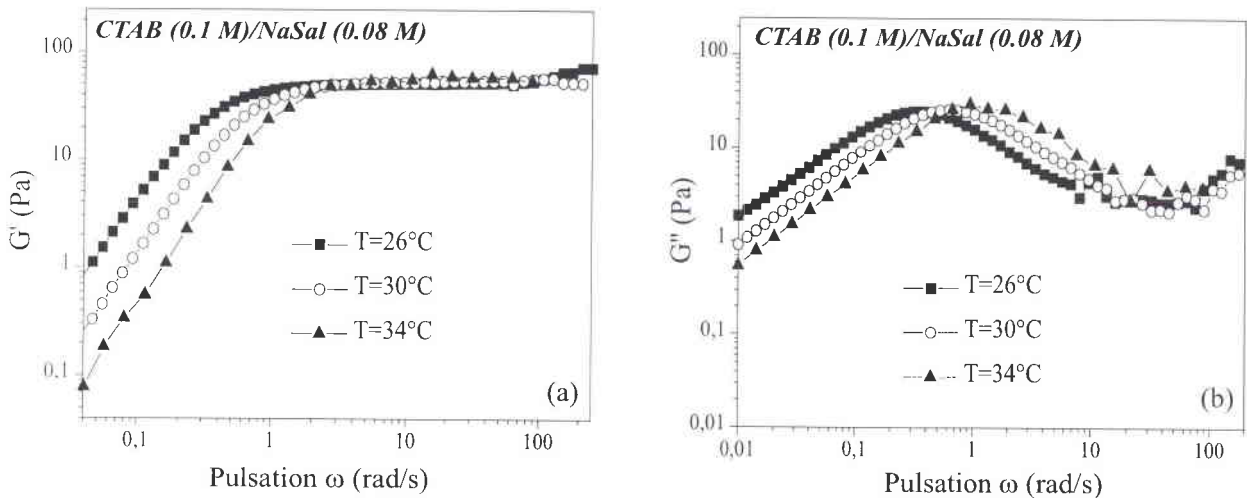 CTAB (0.1 M)/NaSal (0.08 M)
100
10
1
0.1
G' (Pa)
T=26°C
T=30°C
T=34°C
(a)
0,1
1
10
100
Pulsation ω (rad/s)
CTAB (0.1 M)/NaSal (0.08 M)
100
10
1
0,1
0,01
G" (Pa)
T=26°C
T=30°C
T=34°C
(b)
0,01
0,1
1
10
100
Pulsation ω (rad/s)